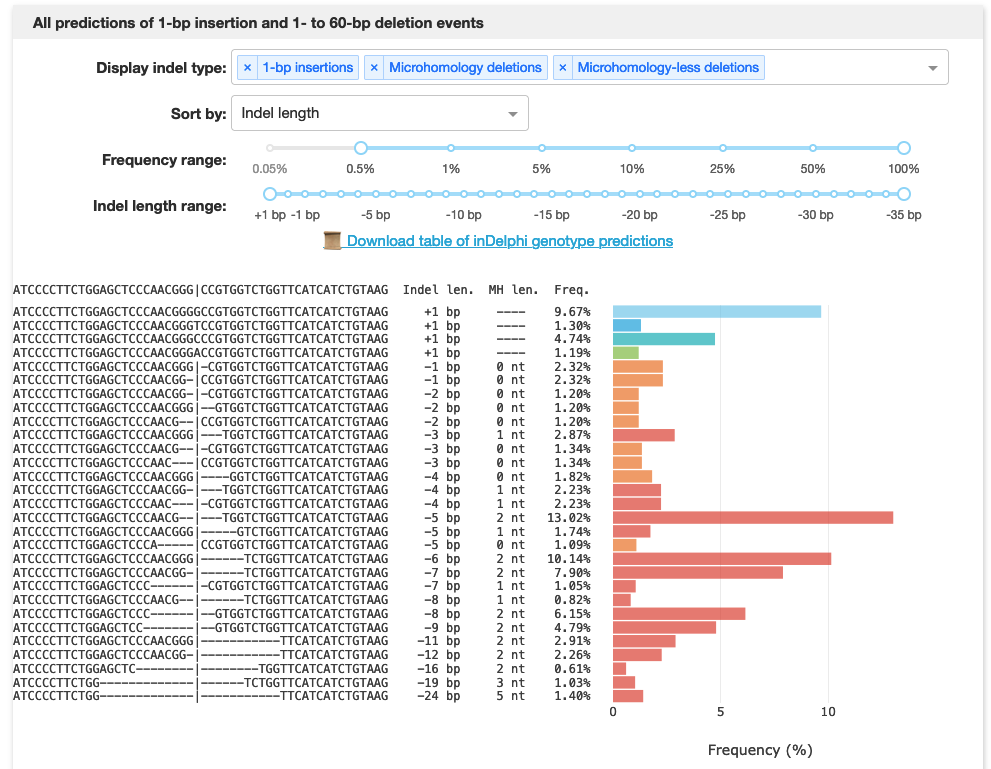 All predictions of 1-bp insertion and 1- to 60-bp deletion events
Display indel type: × 1-bp insertions × Microhomology deletions × Microhomology-less deletions
Sort by: Indel length
Frequency range: 0.05% 0.5% 1% 5% 10% 25% 50% 100%
Indel length range: +1 bp -1 bp -5 bp -10 bp -15 bp -20 bp -25 bp -30 bp -35 bp
Download table of inDelphi genotype predictions
ATCCCCTTCTGGAGCTCCCAACGGG|CCGTGGTCTGGTTCATCATCTGTAAG Indel len. MH len. Freq.
ATCCCCTTCTGGAGCTCCCAACGGGGCCGTGGTCTGGTTCATCATCTGTAAG +1 bp ---- 9.67%
ATCCCCTTCTGGAGCTCCCAACGGGTCCGTGGTCTGGTTCATCATCTGTAAG +1 bp ---- 1.30%
ATCCCCTTCTGGAGCTCCCAACGGGCCCGTGGTCTGGTTCATCATCTGTAAG +1 bp ---- 4.74%
ATCCCCTTCTGGAGCTCCCAACGGGACCGTGGTCTGGTTCATCATCTGTAAG +1 bp ---- 1.19%
ATCCCCTTCTGGAGCTCCCAACGGG|-CGTGGTCTGGTTCATCATCTGTAAG -1 bp 0 nt 2.32%
ATCCCCTTCTGGAGCTCCCAACGG-|CCGTGGTCTGGTTCATCATCTGTAAG -1 bp 0 nt 2.32%
ATCCCCTTCTGGAGCTCCCAACGG-|-CGTGGTCTGGTTCATCATCTGTAAG -2 bp 0 nt 1.20%
ATCCCCTTCTGGAGCTCCCAACGGG|--GTGGTCTGGTTCATCATCTGTAAG -2 bp 0 nt 1.20%
ATCCCCTTCTGGAGCTCCCAACG--|CCGTGGTCTGGTTCATCATCTGTAAG -2 bp 0 nt 1.20%
ATCCCCTTCTGGAGCTCCCAACGGG|---TGGTCTGGTTCATCATCTGTAAG -3 bp 1 nt 2.87%
ATCCCCTTCTGGAGCTCCCAACG--|-CGTGGTCTGGTTCATCATCTGTAAG -3 bp 0 nt 1.34%
ATCCCCTTCTGGAGCTCCCAAC---|CCGTGGTCTGGTTCATCATCTGTAAG -3 bp 0 nt 1.34%
ATCCCCTTCTGGAGCTCCCAACGGG|----GGTCTGGTTCATCATCTGTAAG -4 bp 0 nt 1.82%
ATCCCCTTCTGGAGCTCCCAACGG-|---TGGTCTGGTTCATCATCTGTAAG -4 bp 1 nt 2.23%
ATCCCCTTCTGGAGCTCCCAAC---|-CGTGGTCTGGTTCATCATCTGTAAG -4 bp 1 nt 2.23%
ATCCCCTTCTGGAGCTCCCAACG--|---TGGTCTGGTTCATCATCTGTAAG -5 bp 2 nt 13.02%
ATCCCCTTCTGGAGCTCCCAACGGG|-----GTCTGGTTCATCATCTGTAAG -5 bp 1 nt 1.74%
ATCCCCTTCTGGAGCTCCCA-----|CCGTGGTCTGGTTCATCATCTGTAAG -5 bp 0 nt 1.09%
ATCCCCTTCTGGAGCTCCCAACGGG|------TCTGGTTCATCATCTGTAAG -6 bp 2 nt 10.14%
ATCCCCTTCTGGAGCTCCCAACGG-|------TCTGGTTCATCATCTGTAAG -7 bp 2 nt 7.90%
ATCCCCTTCTGGAGCTCCC------|-CGTGGTCTGGTTCATCATCTGTAAG -7 bp 1 nt 1.05%
ATCCCCTTCTGGAGCTCCCAACG--|------TCTGGTTCATCATCTGTAAG -8 bp 1 nt 0.82%
ATCCCCTTCTGGAGCTCCC------|--GTGGTCTGGTTCATCATCTGTAAG -8 bp 2 nt 6.15%
ATCCCCTTCTGGAGCTCC-------|--GTGGTCTGGTTCATCATCTGTAAG -9 bp 2 nt 4.79%
ATCCCCTTCTGGAGCTCCCAACGGG|-----------TTCATCATCTGTAAG -11 bp 2 nt 2.91%
ATCCCCTTCTGGAGCTCCCAACGG-|-----------TTCATCATCTGTAAG -12 bp 2 nt 2.26%
ATCCCCTTCTGGAGCTC--------|--------TGGTTCATCATCTGTAAG -16 bp 2 nt 0.61%
ATCCCCTTCTGG-------------|------TCTGGTTCATCATCTGTAAG -19 bp 3 nt 1.03%
ATCCCCTTCTGG-------------|-----------TTCATCATCTGTAAG -24 bp 5 nt 1.40%
0 5 10
Frequency (%)